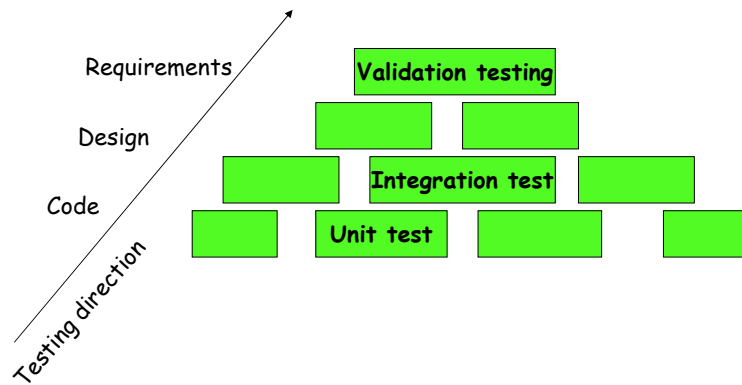 Requirements
Validation testing
Design
Integration test
Code
Unit test
Testing direction